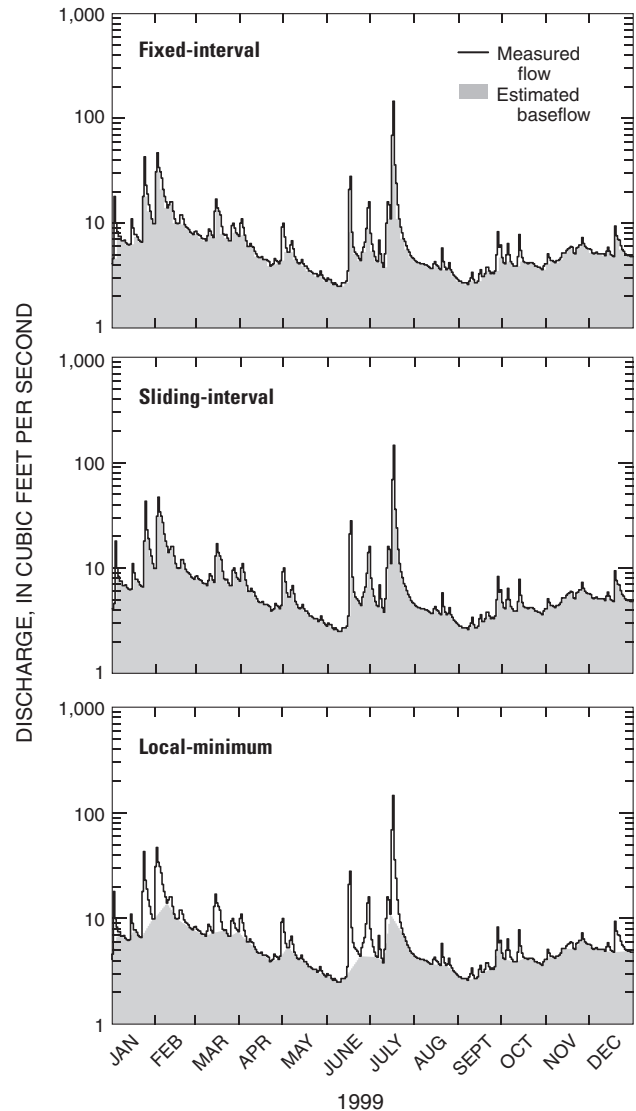 DISCHARGE, IN CUBIC FEET PER SECOND
1,000
100
10
1
Fixed-interval
Measured
flow
Estimated
baseflow
1,000
100
10
1
Sliding-interval
1,000
100
10
1
Local-minimum
JAN
FEB
MAR
APR
MAY
JUNE
JULY
AUG
SEPT
OCT
NOV
DEC
1999